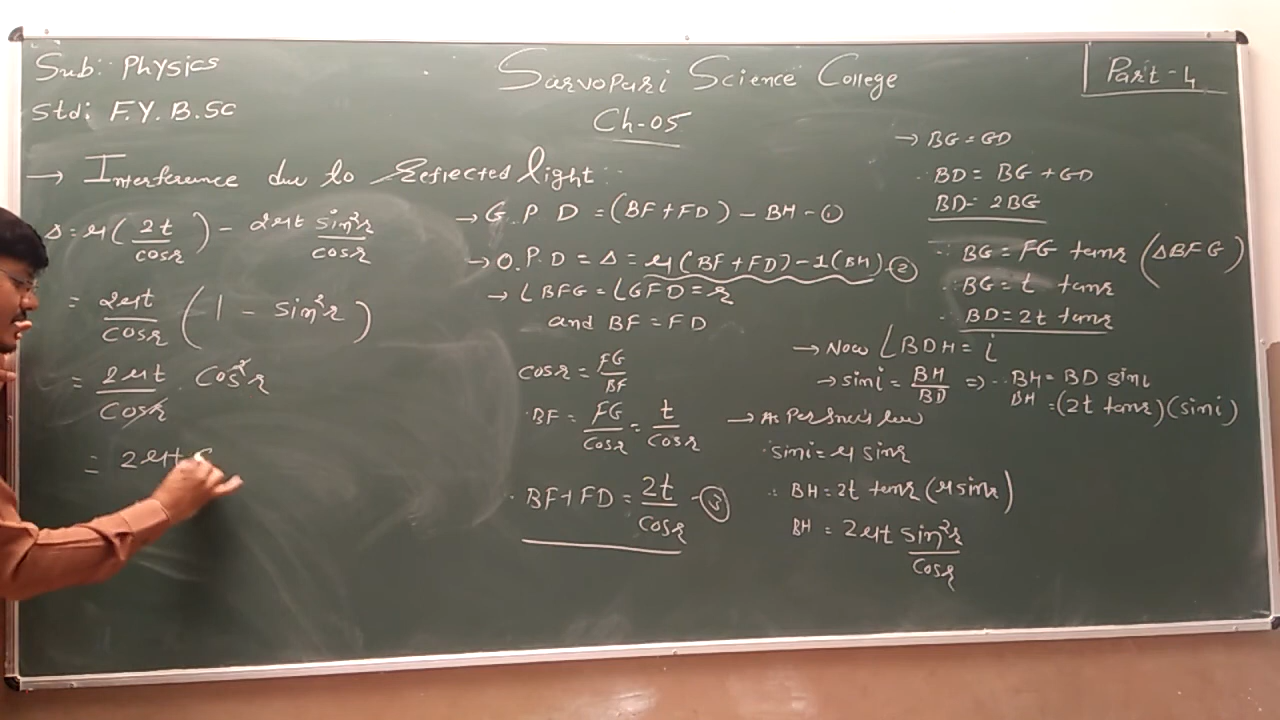 Sub: Physics
Std: F.Y.B.SC
Sarvopari Science College
Ch-05
Part-4
→ Interference due to Reflected light:-
Δ = μ(2t/cosr) - 2μt sin²r/cosr
= 2μt/cosr (1 - sin²r)
= 2μt/cosr . cos²r
= 2μt
→ G.P.D = (BF+FD) - BH - ①
→ O.P.D = Δ = μ(BF+FD) - 1(BH) - ②
→ ∠BFG = ∠GFD = r
and BF = FD
cosr = FG/BF
∴ BF = FG/cosr = t/cosr
∴ BF+FD = 2t/cosr - ③
→ BG = GD
∴ BD = BG + GD
BD = 2BG
∴ BG = FG tanr (ΔBFG)
∴ BG = t tanr
∴ BD = 2t tanr
→ Now ∠BDH = i
→ sini = BH/BD ⇒ ∴ BH = BD sini
BH = (2t tanr)(sini)
→ As Per Snel's law
sini = μ sinr
∴ BH = 2t tanr (μ sinr)
BH = 2μt sin²r/cosr